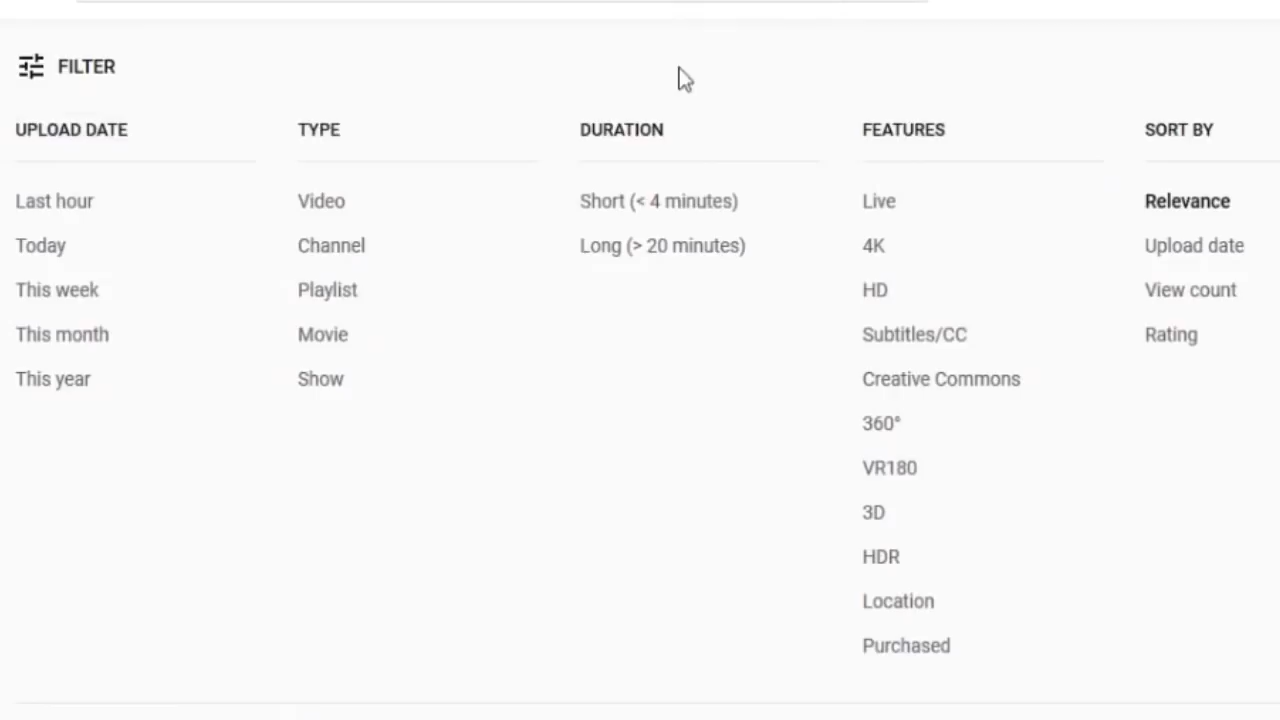 FILTER
UPLOAD DATE
Last hour
Today
This week
This month
This year
TYPE
Video
Channel
Playlist
Movie
Show
DURATION
Short (< 4 minutes)
Long (> 20 minutes)
FEATURES
Live
4K
HD
Subtitles/CC
Creative Commons
360°
VR180
3D
HDR
Location
Purchased
SORT BY
Relevance
Upload date
View count
Rating